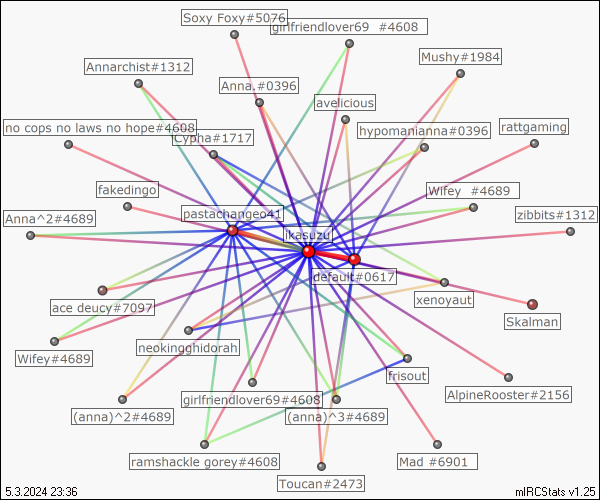 Soxy Foxy#5076
girlfriendlover69 #4608
Annarchist#1312
Mushy#1984
Anna.#0396
avelicious
no cops no laws no hope#4608
Cypha#1717
hypomanianna#0396
rattgaming
fakedingo
Wifey #4689
Anna^2#4689
pastachangeo41
zibbits#1312
ikasuzu
default#0617
ace deucy#7097
xenoyaut
Skalman
Wifey#4689
neokingghidorah
frisout
AlpineRooster#2156
(anna)^2#4689
girlfriendlover69#4608
(anna)^3#4689
ramshackle gorey#4608
Mad #6901
Toucan#2473
5.3.2024 23:36
mIRCStats v1.25